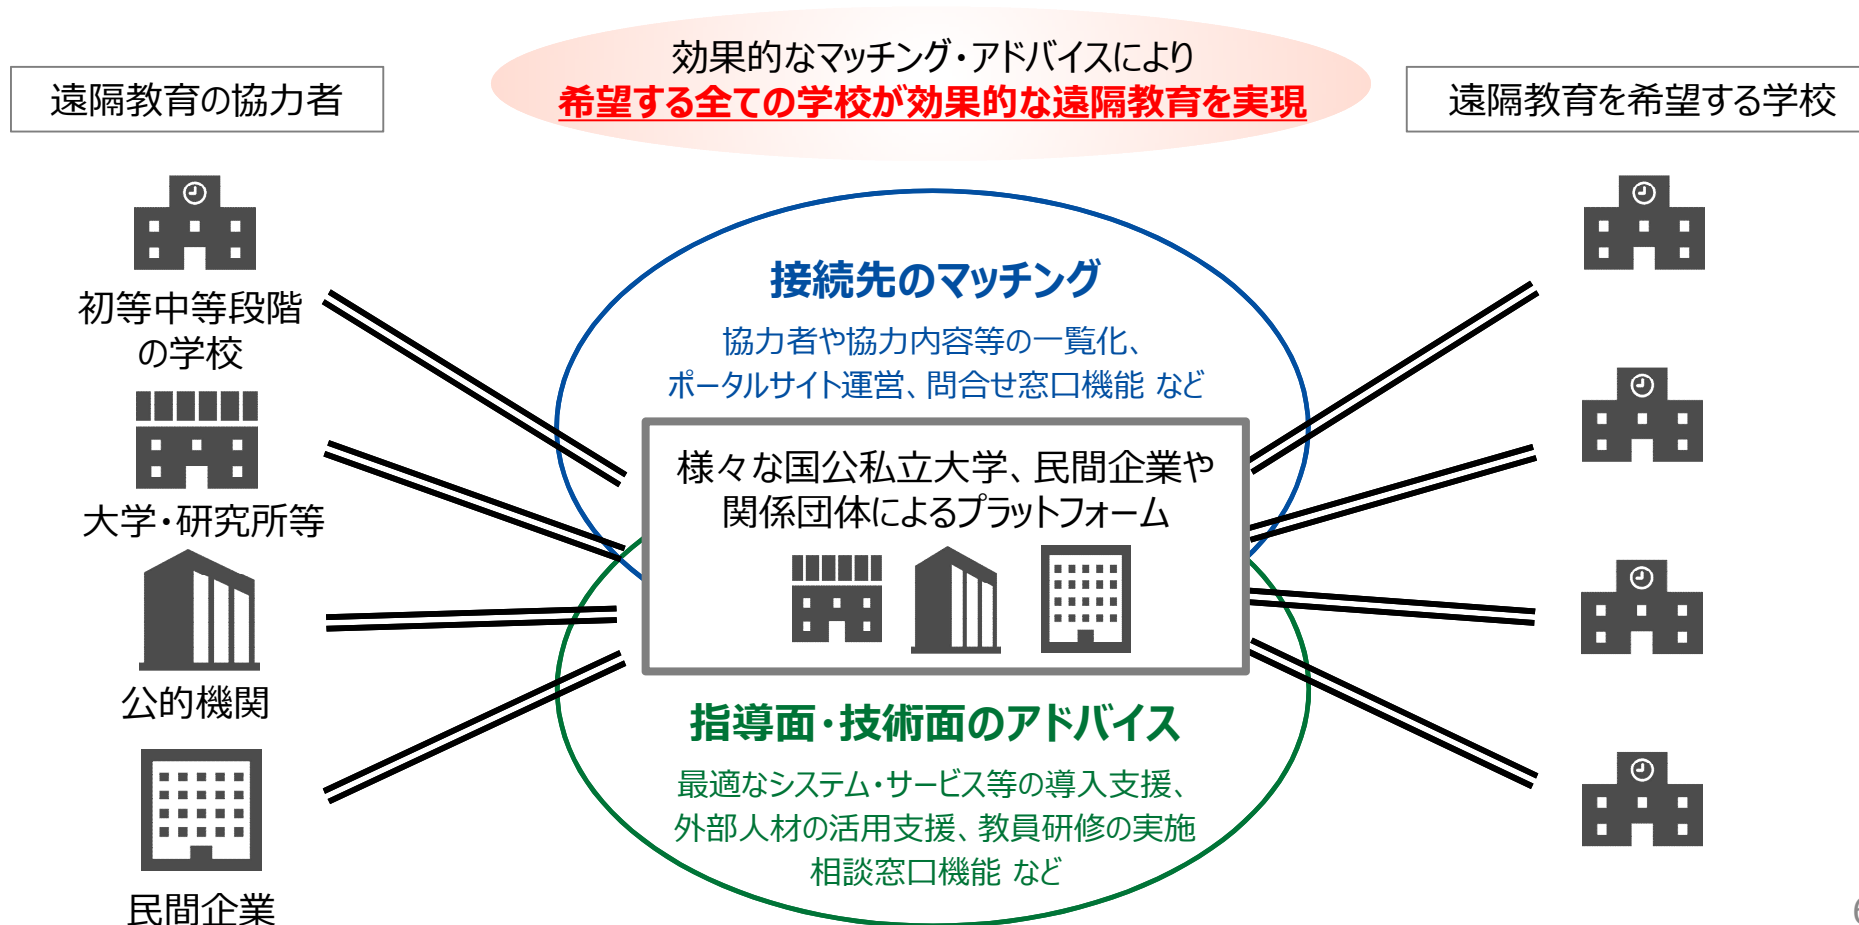 効果的なマッチング・アドバイスにより
希望する全ての学校が効果的な遠隔教育を実現
遠隔教育の協力者
遠隔教育を希望する学校
初等中等段階
の学校
大学・研究所等
公的機関
民間企業
接続先のマッチング
協力者や協力内容等の一覧化、
ポータルサイト運営、問合せ窓口機能 など
様々な国公私立大学、民間企業や
関係団体によるプラットフォーム
指導面・技術面のアドバイス
最適なシステム・サービス等の導入支援、
外部人材の活用支援、教員研修の実施
相談窓口機能 など